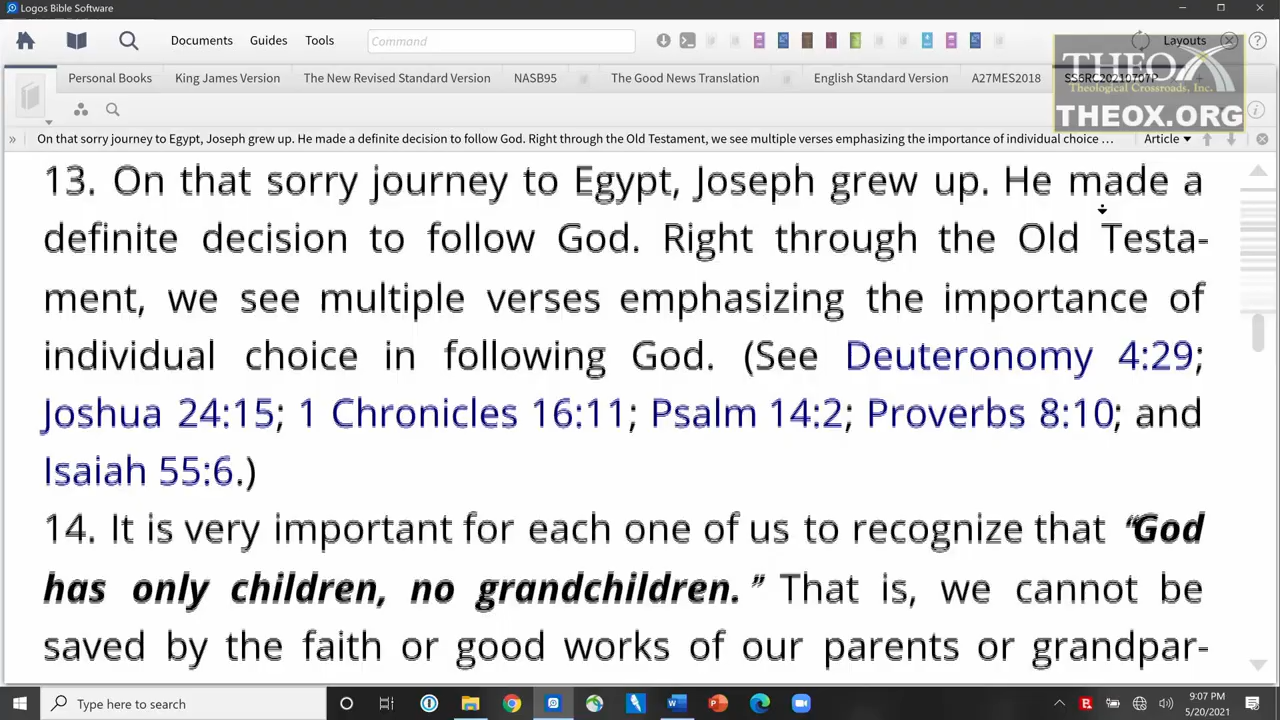 Logos Bible Software
Documents Guides Tools Command Layouts
Personal Books King James Version The New Revised Standard Version NASB95 The Good News Translation English Standard Version A27MES2018 SS6RC20210707P
THEOX
Theological Crossroads, Inc.
THEOX.ORG
On that sorry journey to Egypt, Joseph grew up. He made a definite decision to follow God. Right through the Old Testament, we see multiple verses emphasizing the importance of individual choice ... Article
13. On that sorry journey to Egypt, Joseph grew up. He made a
definite decision to follow God. Right through the Old Testa-
ment, we see multiple verses emphasizing the importance of
individual choice in following God. (See Deuteronomy 4:29;
Joshua 24:15; 1 Chronicles 16:11; Psalm 14:2; Proverbs 8:10; and
Isaiah 55:6.)
14. It is very important for each one of us to recognize that “God
has only children, no grandchildren.” That is, we cannot be
saved by the faith or good works of our parents or grandpar-
Type here to search
9:07 PM
5/20/2021